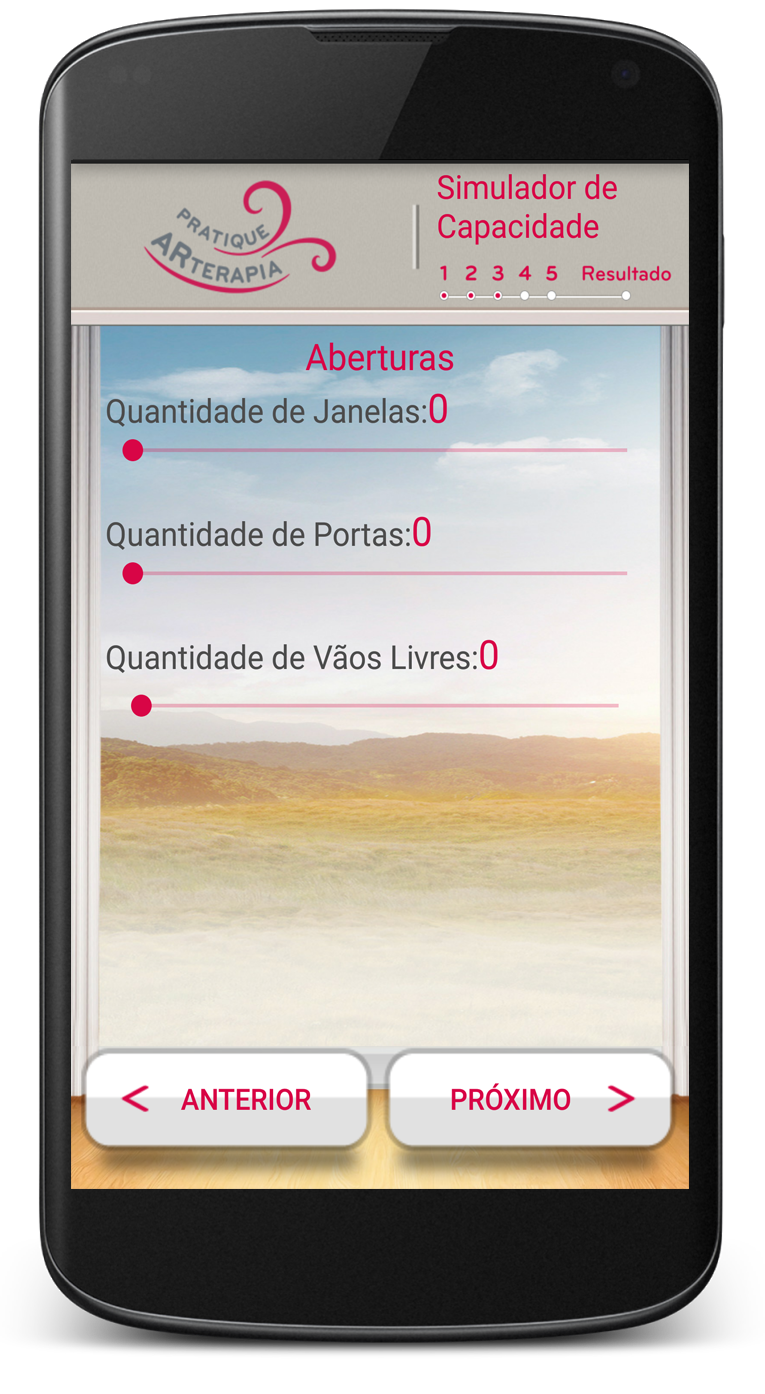 PRATIQUE
ARTERAPIA
Simulador de
Capacidade
1 2 3 4 5 Resultado
Aberturas
Quantidade de Janelas:0
Quantidade de Portas:0
Quantidade de Vãos Livres:0
< ANTERIOR
PRÓXIMO >